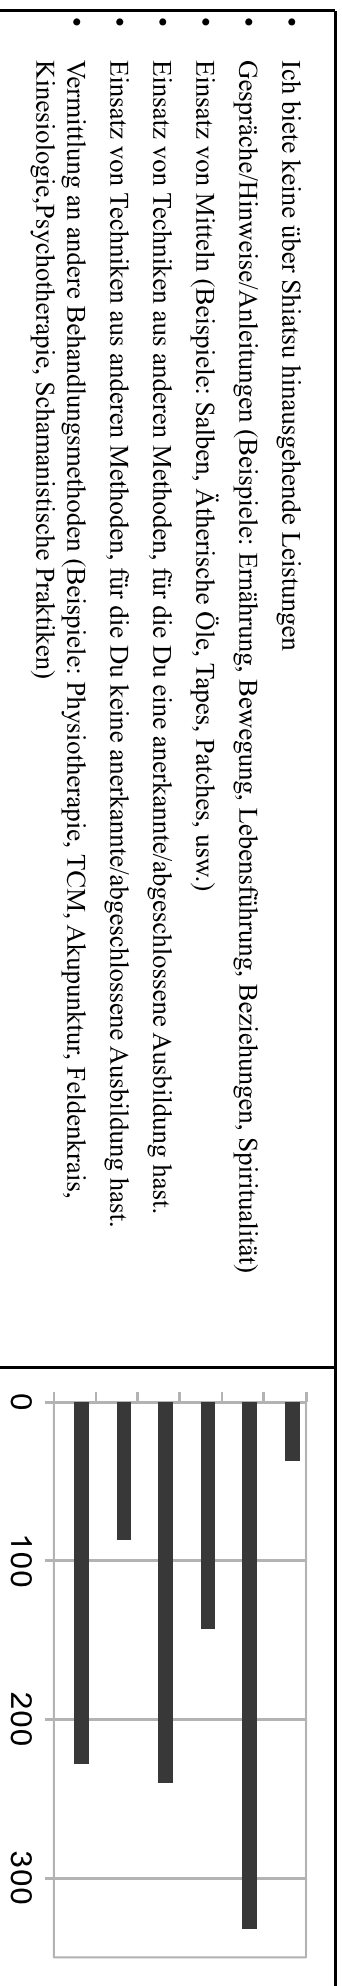 • Ich biete keine über Shiatsu hinausgehende Leistungen
• Gespräche/Hinweise/Anleitungen (Beispiele: Ernährung, Bewegung, Lebensführung, Beziehungen, Spiritualität)
• Einsatz von Mitteln (Beispiele: Salben, Ätherische Öle, Tapes, Patches, usw.)
• Einsatz von Techniken aus anderen Methoden, für die Du eine anerkannte/abgeschlossene Ausbildung hast.
• Einsatz von Techniken aus anderen Methoden, für die Du keine anerkannte/abgeschlossene Ausbildung hast.
• Vermittlung an andere Behandlungsmethoden (Beispiele: Physiotherapie, TCM, Akupunktur, Feldenkrais,
Kinesiologie,Psychotherapie, Schamanistische Praktiken)
0 100 200 300